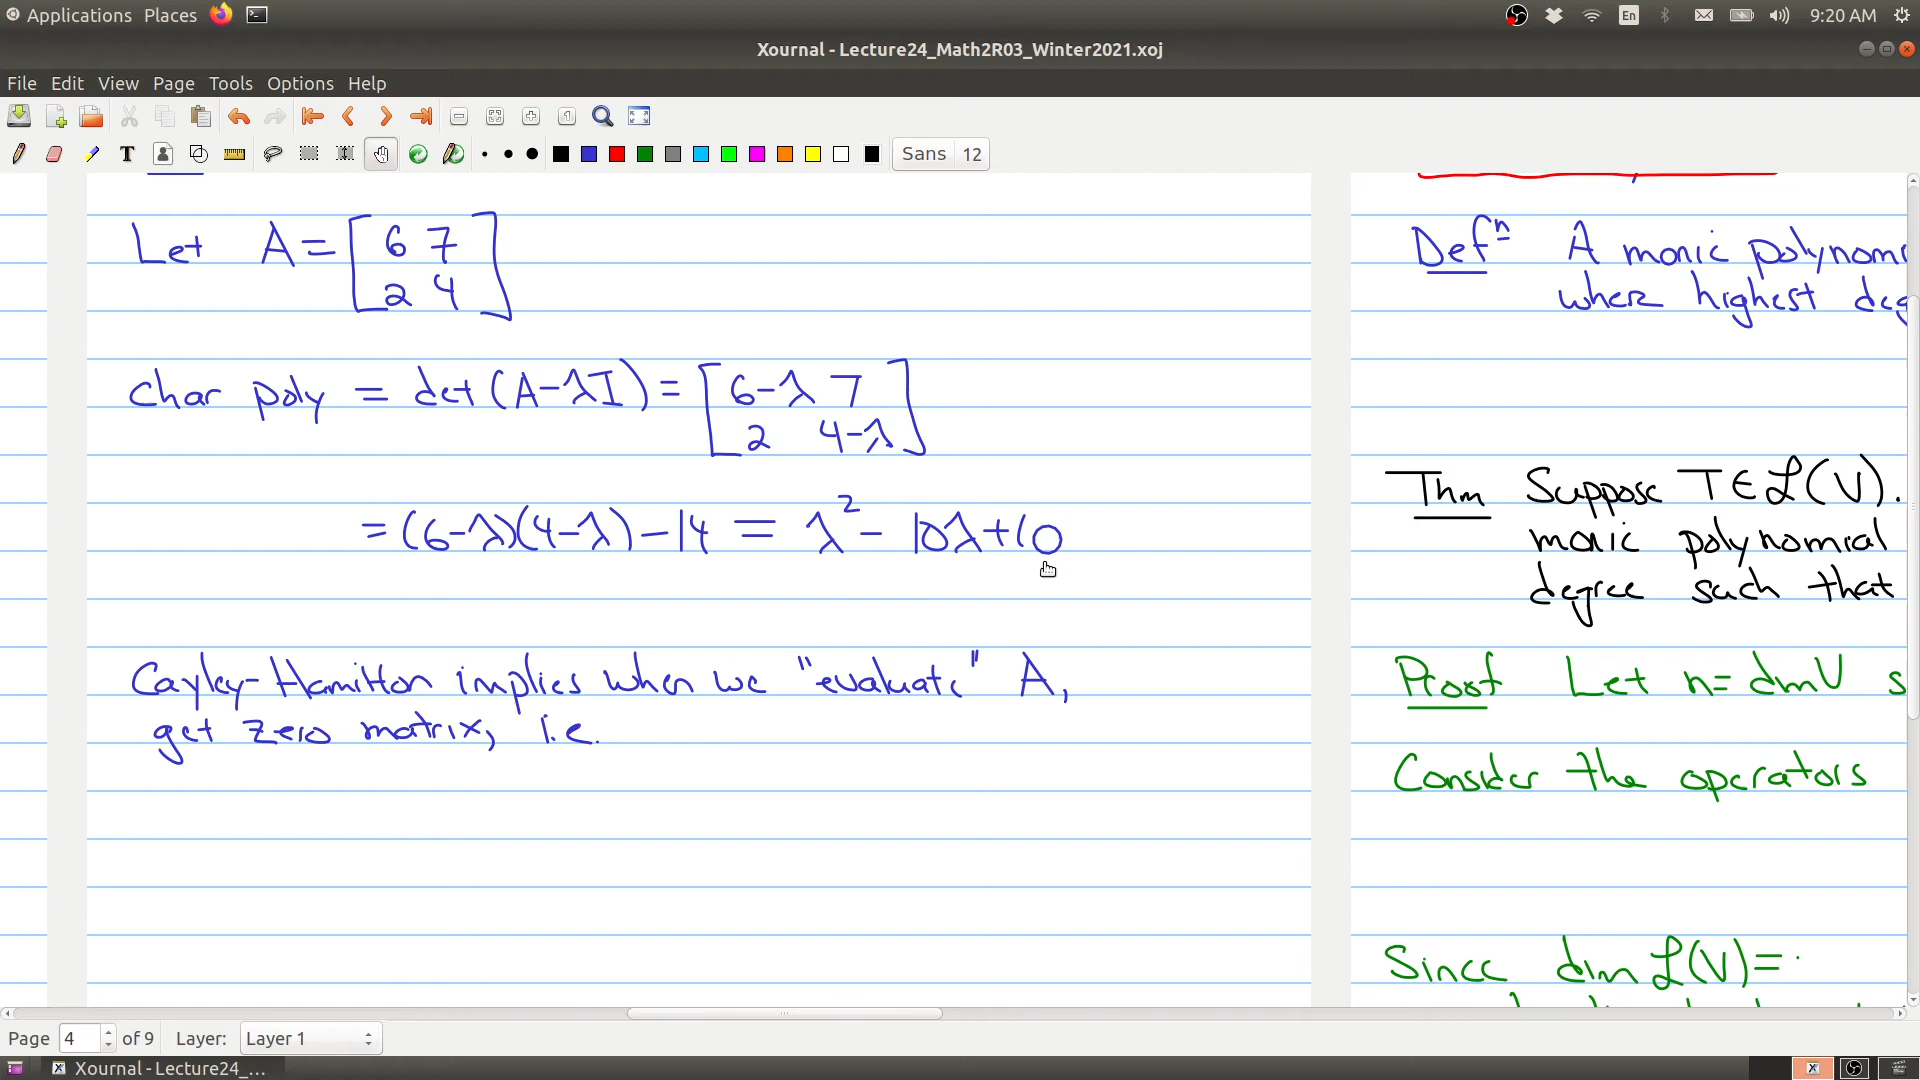 Applications Places En 9:20 AM
Xournal - Lecture24_Math2R03_Winter2021.xoj
File Edit View Page Tools Options Help
Sans 12
Let A = [6 7
2 4]
Char poly = det (A-λI) = [6-λ 7
2 4-λ]
= (6-λ)(4-λ) - 14 = λ² - 10λ + 10
Cayley-Hamilton implies when we "evaluate" A,
get zero matrix, i.e.
Defⁿ A monic polynom
where highest deg
Thm Suppose T ∈ ℒ(V).
monic polynomial
degree such that
Proof Let n = dim V s
Consider the operators
Since dim ℒ(V) =
Page 4 of 9 Layer: Layer 1
Xournal - Lecture24_...